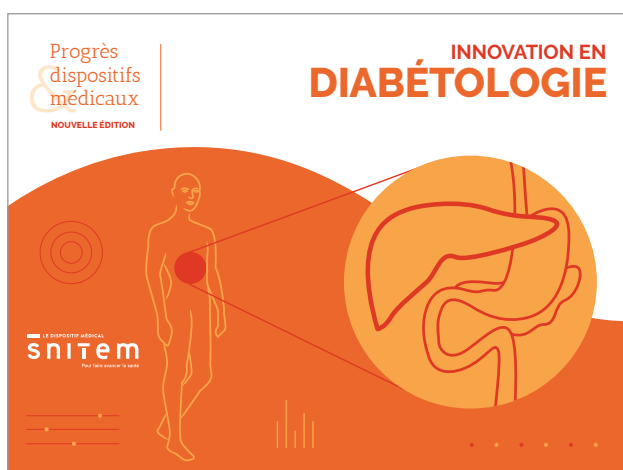 Progrès
& dispositifs
médicaux
NOUVELLE ÉDITION
INNOVATION EN
DIABÉTOLOGIE
LE DISPOSITIF MÉDICAL
snitem
Pour faire avancer la santé